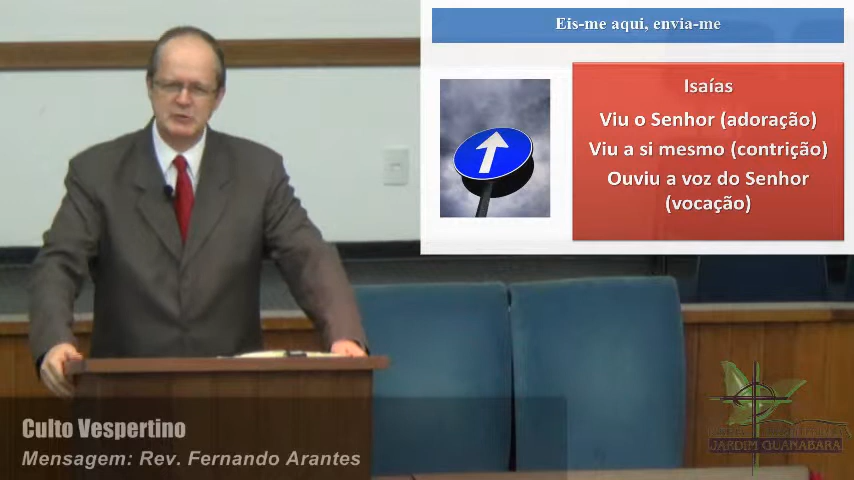 Eis-me aqui, envia-me
Isaías
Viu o Senhor (adoração)
Viu a si mesmo (contrição)
Ouviu a voz do Senhor
(vocação)
Culto Vespertino
Mensagem: Rev. Fernando Arantes
JARDIM GUANABARA